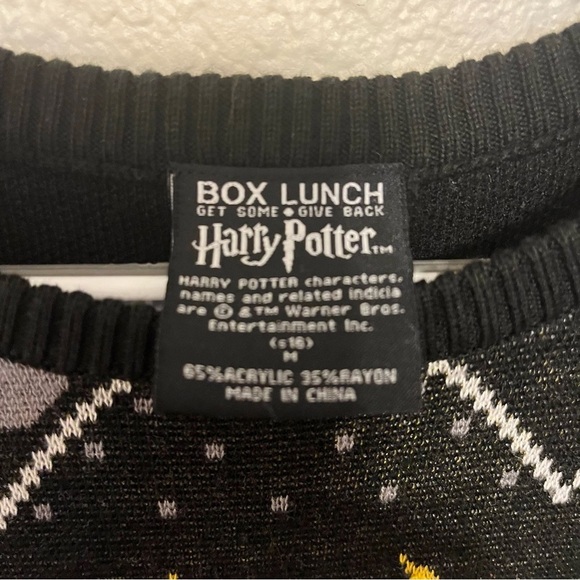 BOX LUNCH
GET SOME • GIVE BACK
Harry Potter™
HARRY POTTER characters,
names and related indicia
are © & ™ Warner Bros.
Entertainment Inc.
(s16)
M
65%ACRYLIC 35%RAYON
MADE IN CHINA